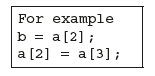 For example
b = a[2];
a[2] = a[3];